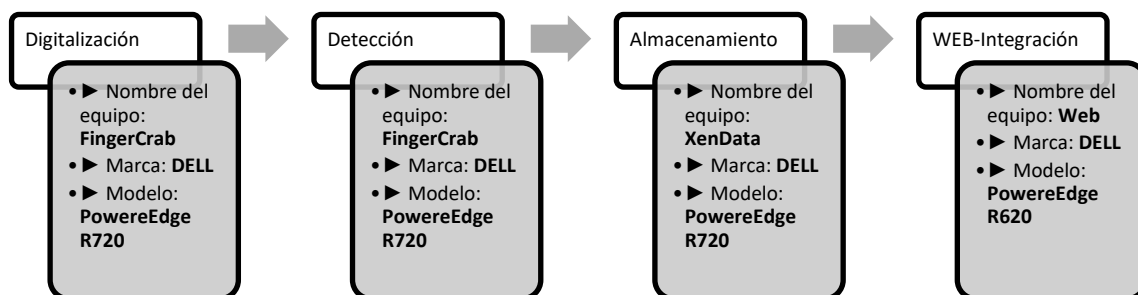 Digitalización
• ► Nombre del
equipo:
FingerCrab
• ► Marca: DELL
• ► Modelo:
PowereEdge
R720
Detección
• ► Nombre del
equipo:
FingerCrab
• ► Marca: DELL
• ► Modelo:
PowereEdge
R720
Almacenamiento
• ► Nombre del
equipo:
XenData
• ► Marca: DELL
• ► Modelo:
PowereEdge
R720
WEB-Integración
• ► Nombre del
equipo: Web
• ► Marca: DELL
• ► Modelo:
PowereEdge
R620